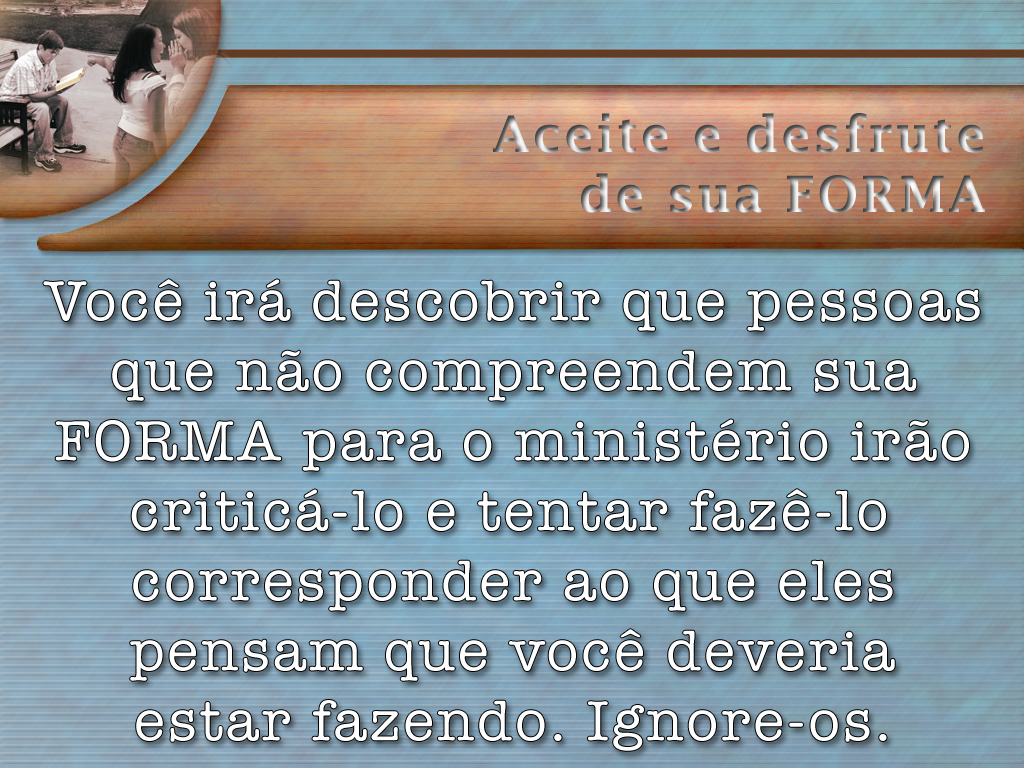 Aceite e desfrute
de sua FORMA
Você irá descobrir que pessoas
que não compreendem sua
FORMA para o ministério irão
criticá-lo e tentar fazê-lo
corresponder ao que eles
pensam que você deveria
estar fazendo. Ignore-os.